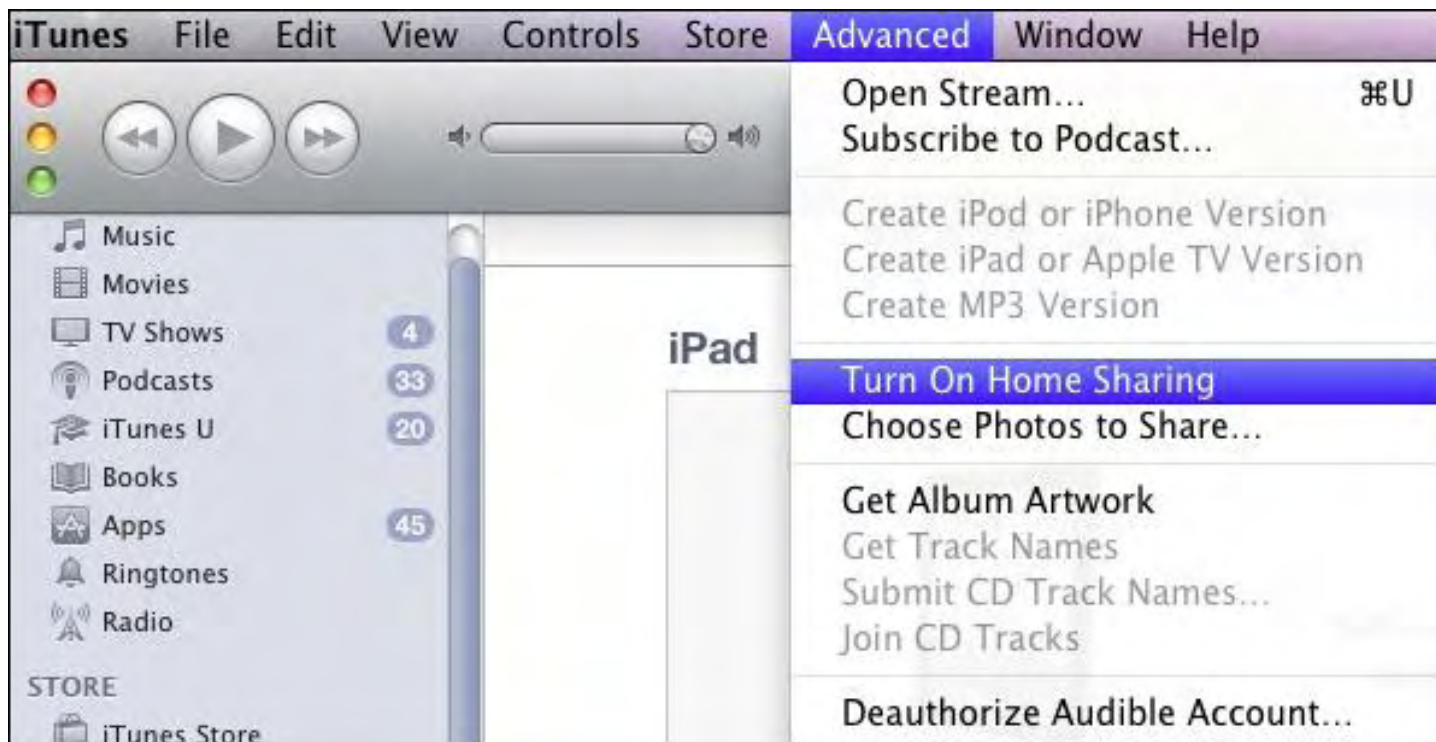 iTunes File Edit View Controls Store Advanced Window Help
Open Stream... ⌘U
Subscribe to Podcast...
Create iPod or iPhone Version
Create iPad or Apple TV Version
Create MP3 Version
Turn On Home Sharing
Choose Photos to Share...
Get Album Artwork
Get Track Names
Submit CD Track Names...
Join CD Tracks
Deauthorize Audible Account...
Music
Movies
TV Shows 4
Podcasts 33
iTunes U 20
Books
Apps 45
Ringtones
Radio
STORE
iTunes Store
iPad